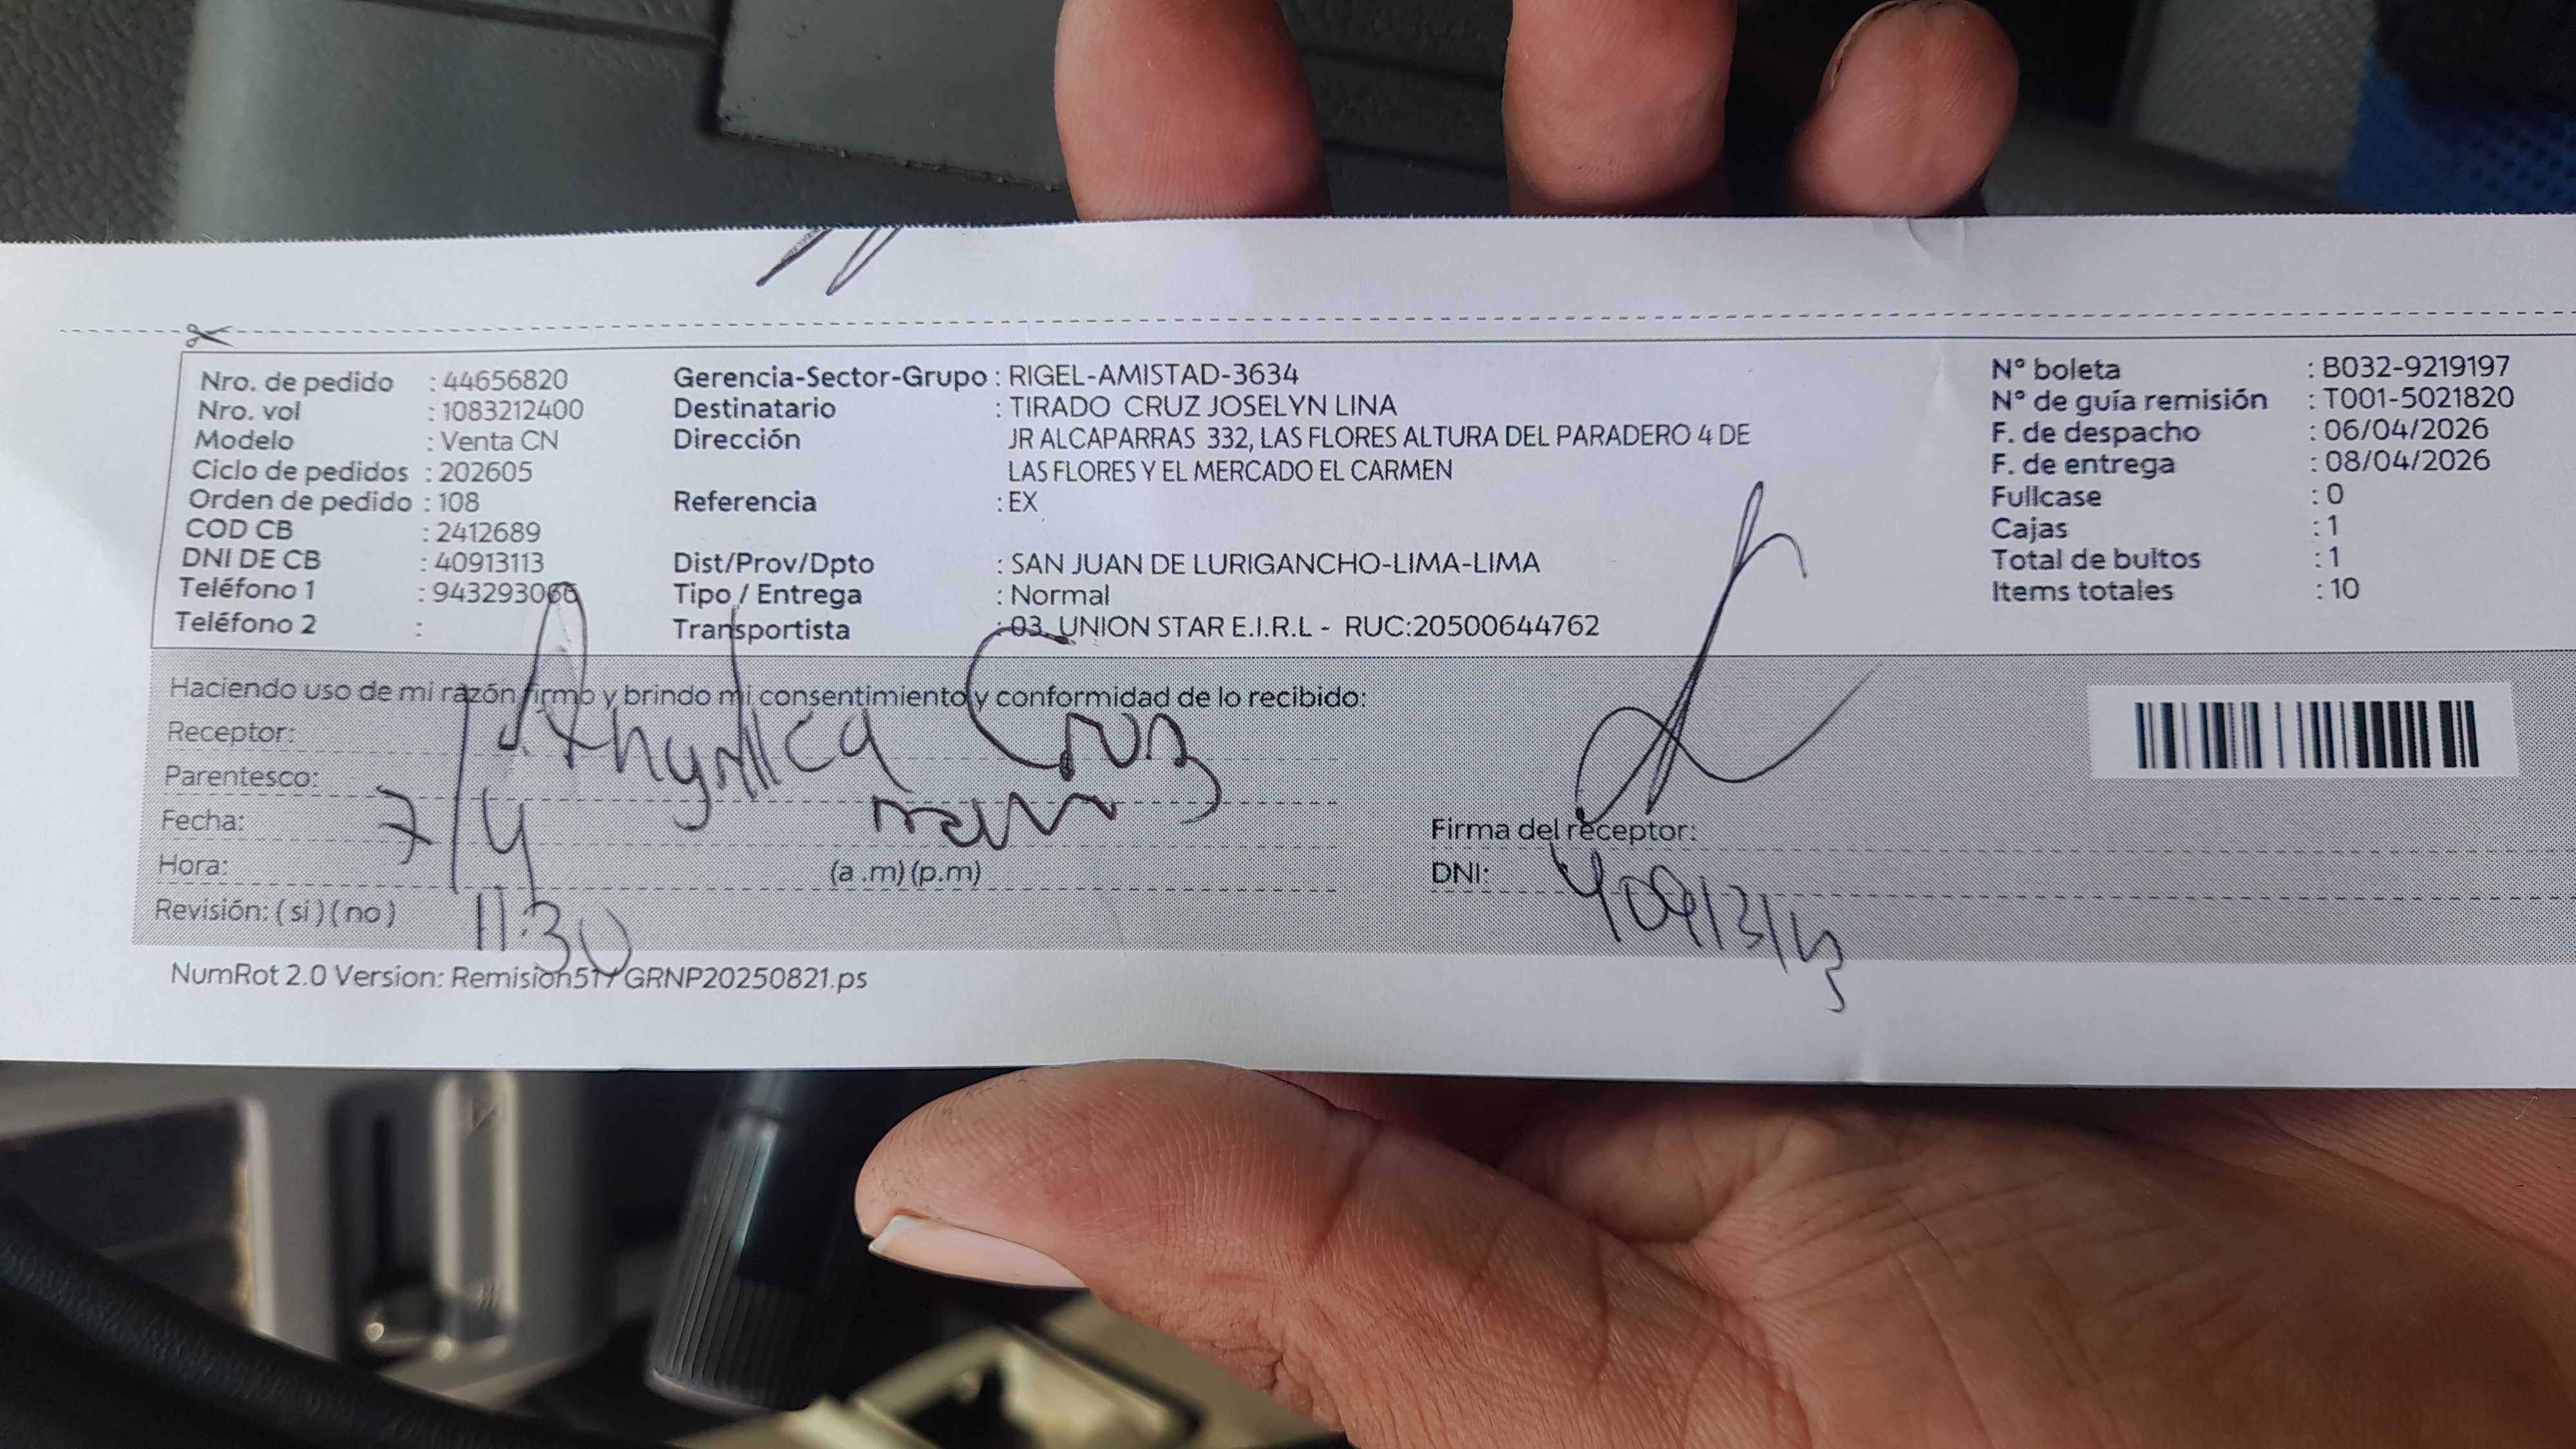 Nro. de pedido : 44656820
Nro. vol : 1083212400
Modelo : Venta CN
Ciclo de pedidos : 202605
Orden de pedido : 108
COD CB : 2412689
DNI DE CB : 40913113
Teléfono 1 : 943293066
Teléfono 2 :
Gerencia-Sector-Grupo : RIGEL-AMISTAD-3634
Destinatario : TIRADO CRUZ JOSELYN LINA
Dirección JR ALCAPARRAS 332, LAS FLORES ALTURA DEL PARADERO 4 DE
LAS FLORES Y EL MERCADO EL CARMEN
Referencia : EX
Dist/Prov/Dpto : SAN JUAN DE LURIGANCHO-LIMA-LIMA
Tipo / Entrega : Normal
Transportista : 03 UNION STAR E.I.R.L - RUC:20500644762
N° boleta : B032-9219197
N° de guía remisión : T001-5021820
F. de despacho : 06/04/2026
F. de entrega : 08/04/2026
Fullcase : 0
Cajas : 1
Total de bultos : 1
Items totales : 10
Haciendo uso de mi razón, firmo y brindo mi consentimiento y conformidad de lo recibido:
Receptor: Cruz
Parentesco: mamá
Fecha: 7/4
Hora: 11:30 (a .m) (p.m)
Revisión: ( si ) ( no )
Firma del receptor:
DNI: 40913113
NumRot 2.0 Version: Remision517GRNP20250821.ps